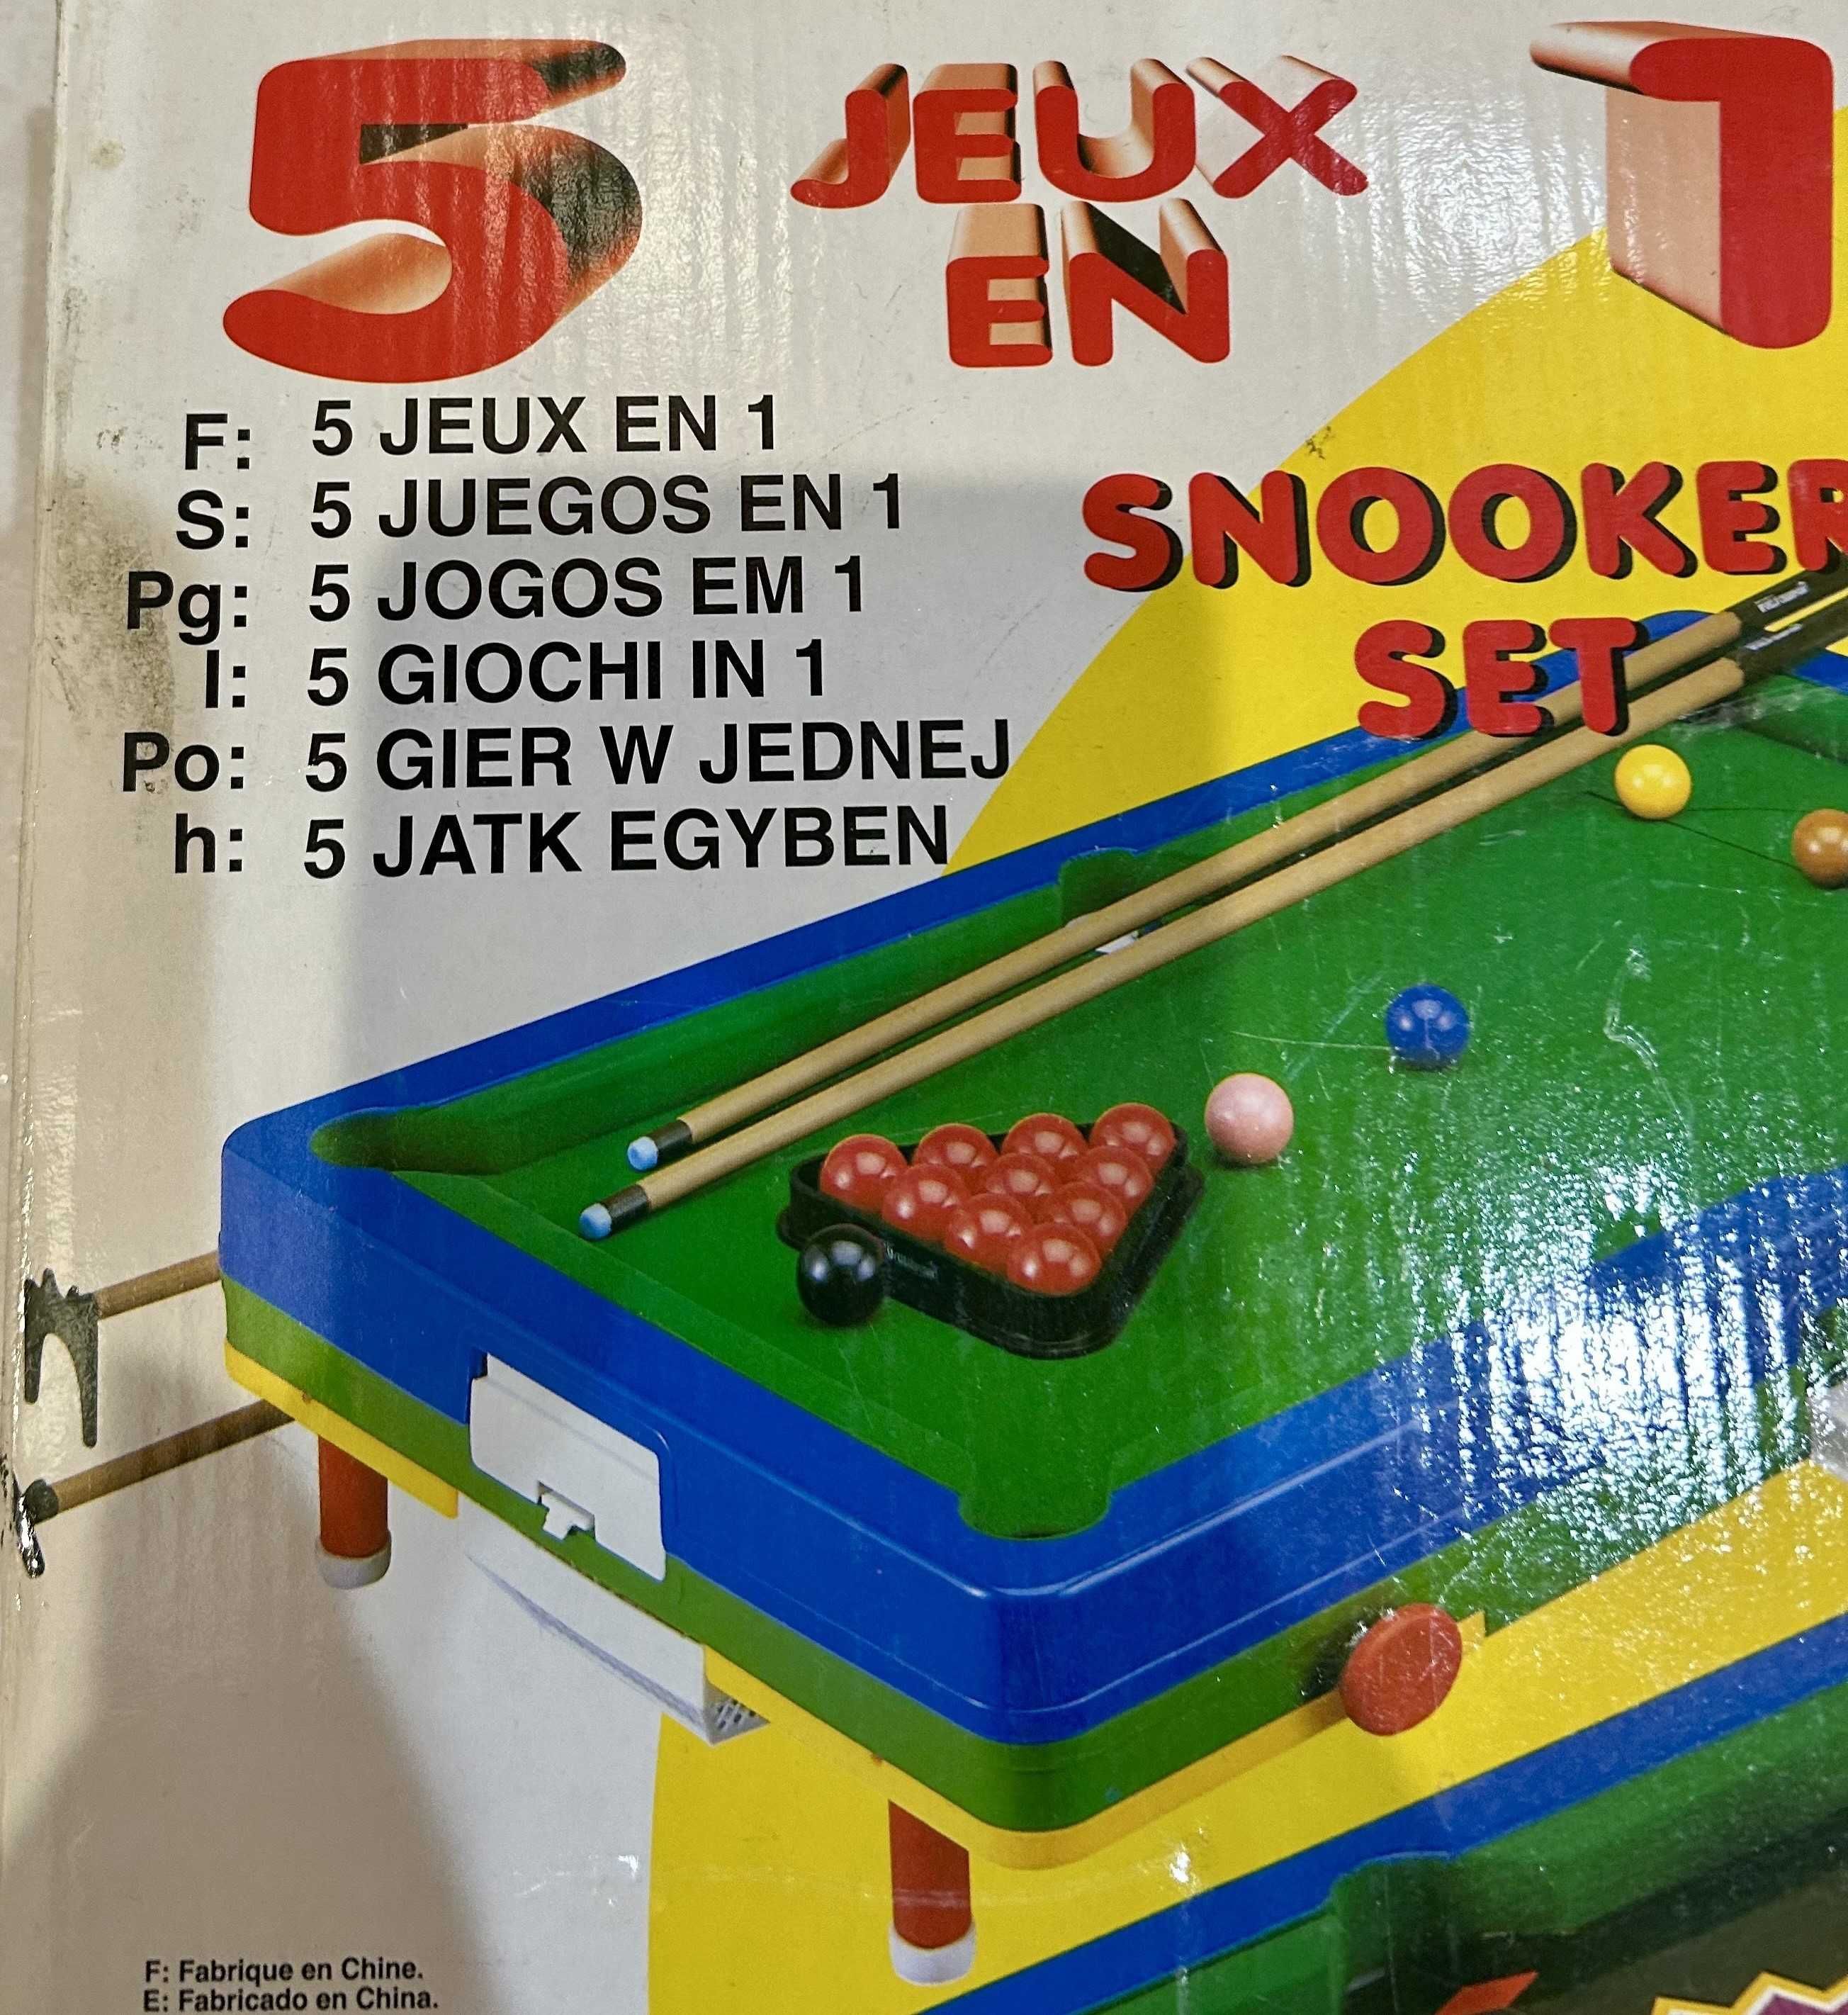 5 JEUX EN 1
F: 5 JEUX EN 1
S: 5 JUEGOS EN 1
Pg: 5 JOGOS EM 1
I: 5 GIOCHI IN 1
Po: 5 GIER W JEDNEJ
h: 5 JATK EGYBEN
SNOOKER
SET
F: Fabrique en Chine.
E: Fabricado en China.